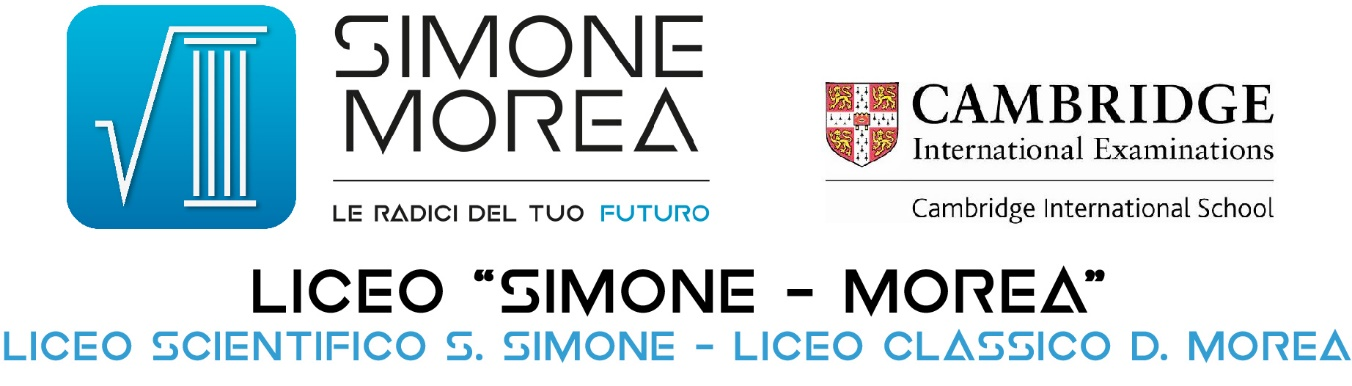 SIMONE
MOREA
LE RADICI DEL TUO FUTURO
CAMBRIDGE
International Examinations
Cambridge International School
LICEO “SIMONE - MOREA”
LICEO SCIENTIFICO S. SIMONE - LICEO CLASSICO D. MOREA